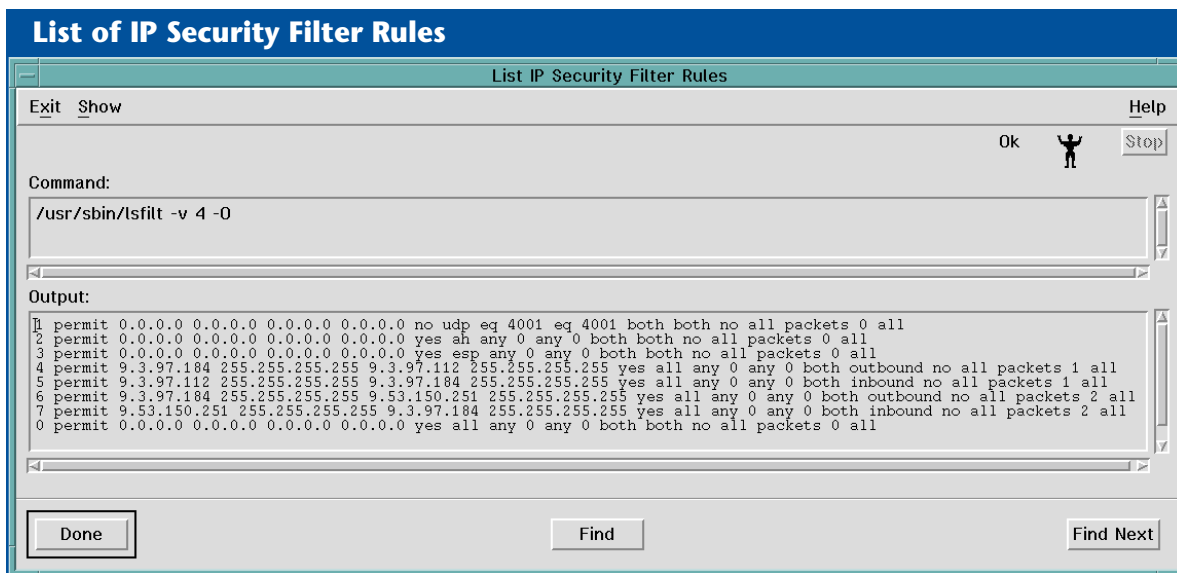 List of IP Security Filter Rules
List IP Security Filter Rules
Exit Show Help
Ok Stop
Command:
/usr/sbin/lsfilt -v 4 -O
Output:
1 permit 0.0.0.0 0.0.0.0 0.0.0.0 0.0.0.0 no udp eq 4001 eq 4001 both both no all packets 0 all
2 permit 0.0.0.0 0.0.0.0 0.0.0.0 0.0.0.0 yes ah any 0 any 0 both both no all packets 0 all
3 permit 0.0.0.0 0.0.0.0 0.0.0.0 0.0.0.0 yes esp any 0 any 0 both both no all packets 0 all
4 permit 9.3.97.184 255.255.255.255 9.3.97.112 255.255.255.255 yes all any 0 any 0 both outbound no all packets 1 all
5 permit 9.3.97.112 255.255.255.255 9.3.97.184 255.255.255.255 yes all any 0 any 0 both inbound no all packets 1 all
6 permit 9.3.97.184 255.255.255.255 9.53.150.251 255.255.255.255 yes all any 0 any 0 both outbound no all packets 2 all
7 permit 9.53.150.251 255.255.255.255 9.3.97.184 255.255.255.255 yes all any 0 any 0 both inbound no all packets 2 all
0 permit 0.0.0.0 0.0.0.0 0.0.0.0 0.0.0.0 yes all any 0 any 0 both both no all packets 0 all
Done Find Find Next